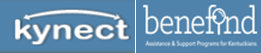 kynect
benefind
Assistance & Support Programs for Kentuckians